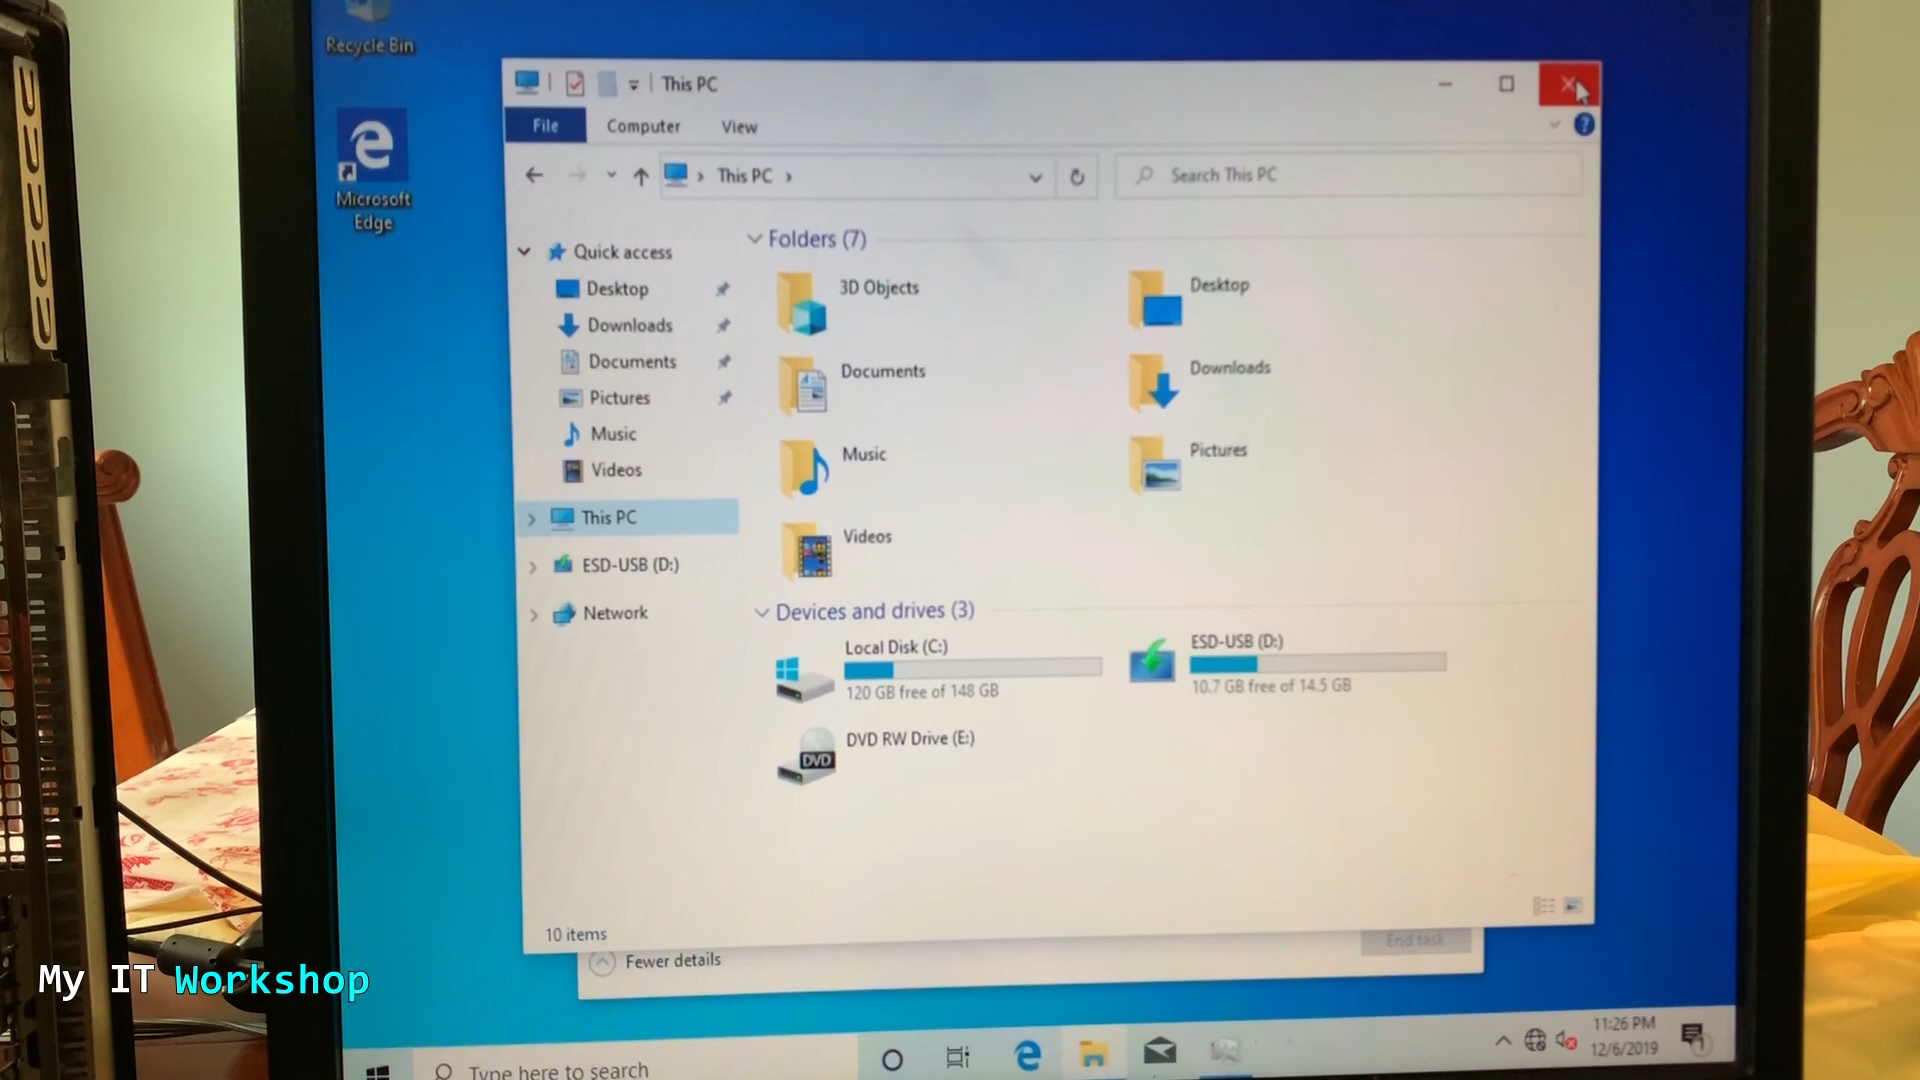 Recycle Bin
Microsoft
Edge
This PC
File
Computer
View
This PC
Search This PC
Quick access
Desktop
Downloads
Documents
Pictures
Music
Videos
This PC
ESD-USB (D:)
Network
Folders (7)
3D Objects
Desktop
Documents
Downloads
Music
Pictures
Videos
Devices and drives (3)
Local Disk (C:)
120 GB free of 148 GB
ESD-USB (D:)
10.7 GB free of 14.5 GB
DVD
DVD RW Drive (E:)
10 items
Fewer details
End task
Type here to search
11:26 PM
12/6/2019
1
My IT Workshop